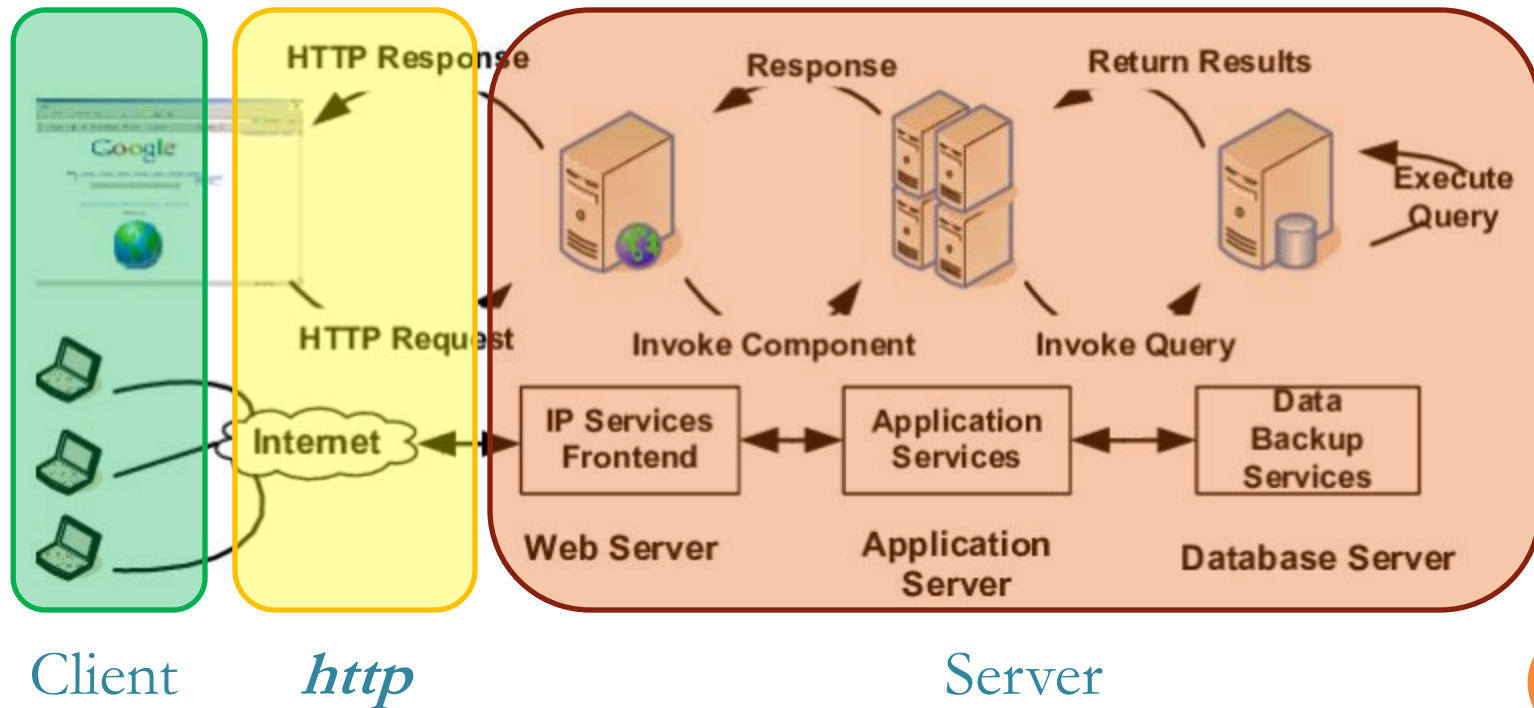 HTTP Response
Response
Return Results
Google
Execute
Query
HTTP Request
Invoke Component
Invoke Query
Internet
IP Services
Frontend
Application
Services
Data
Backup
Services
Web Server
Application
Server
Database Server
Client
http
Server